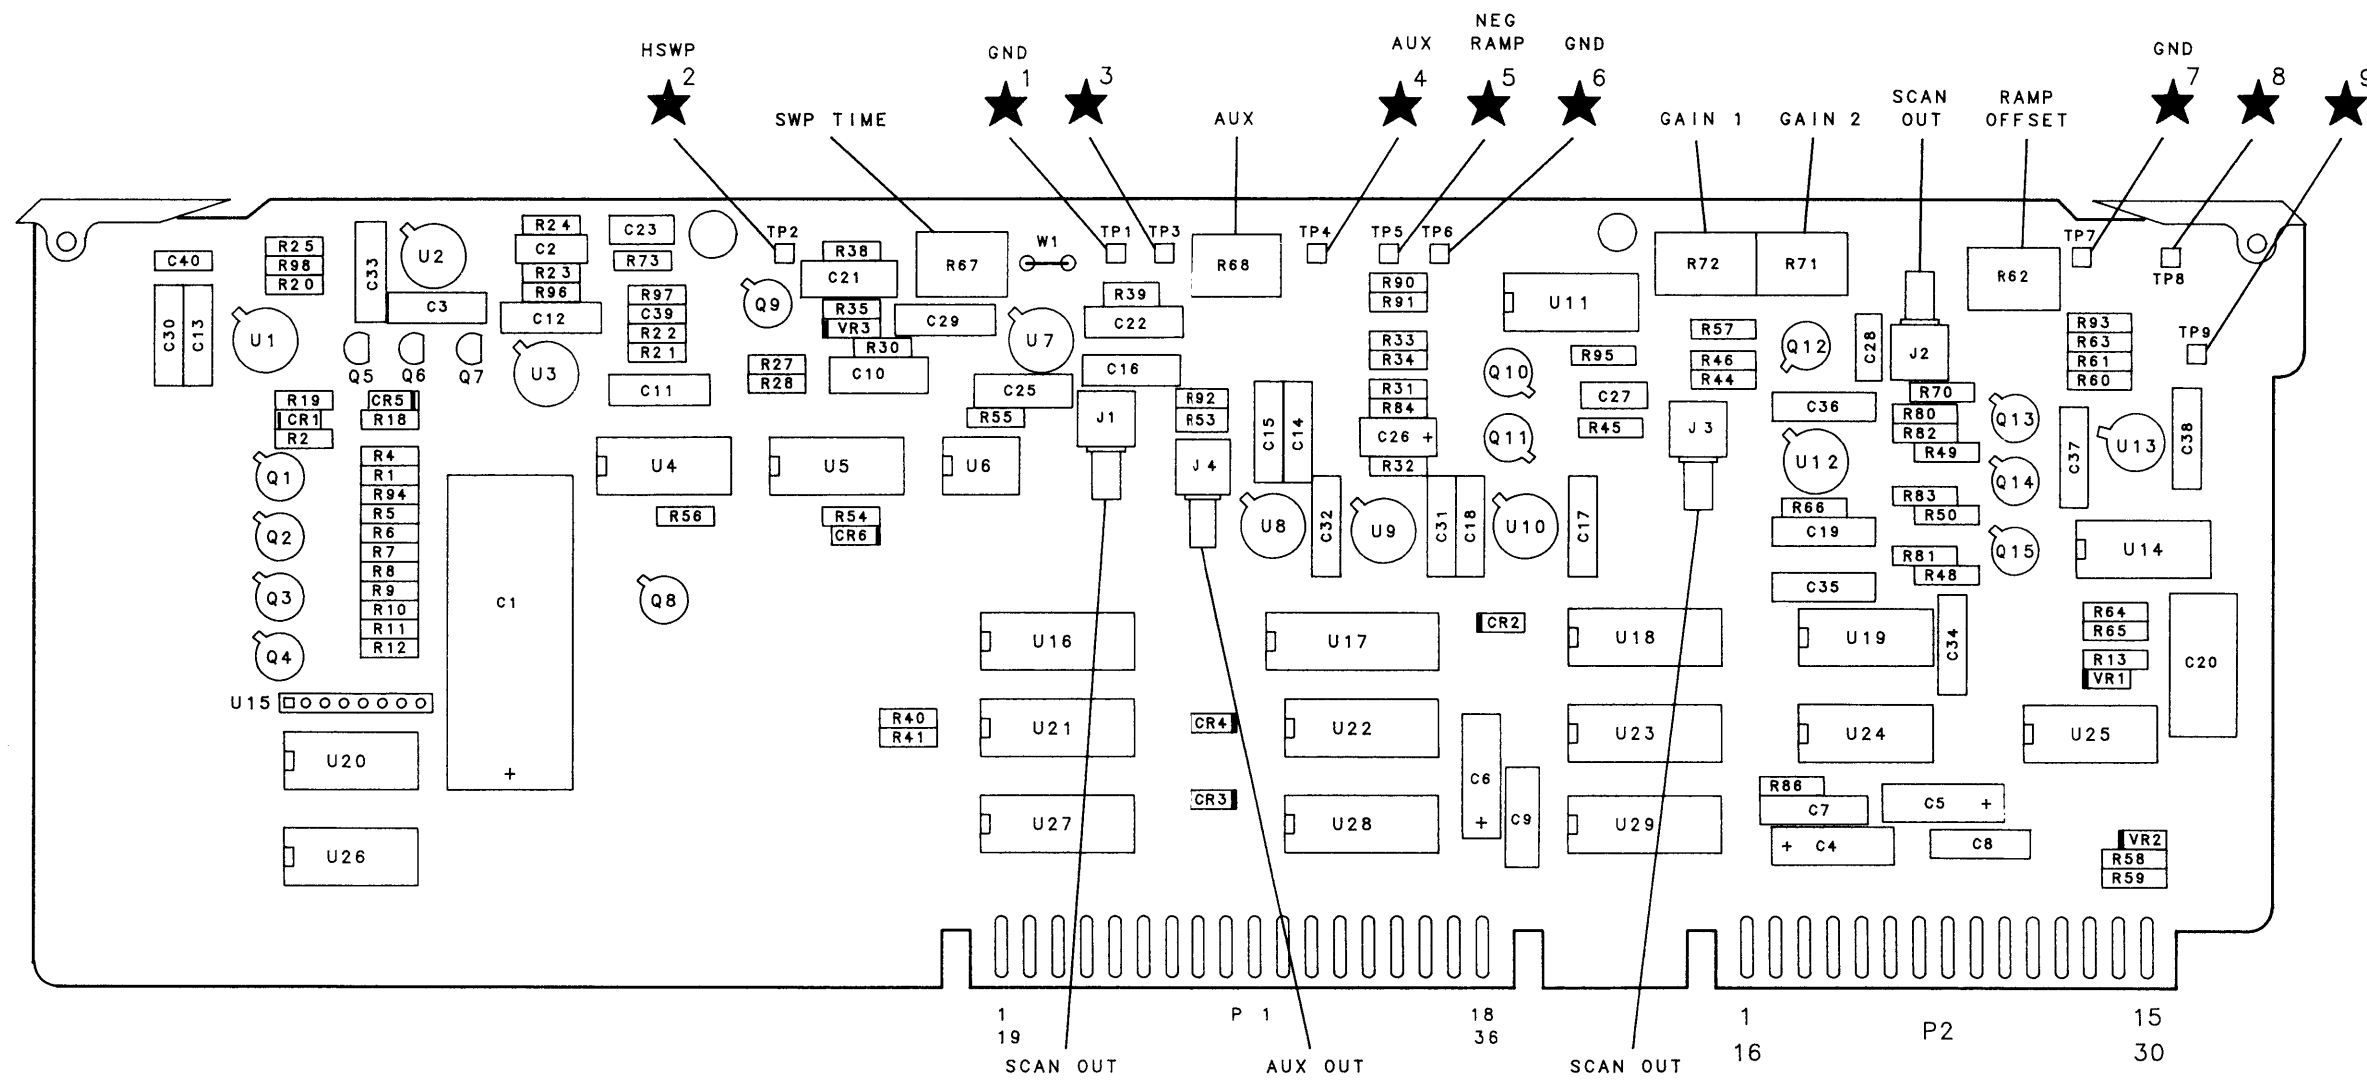 NEG
HSWP GND AUX RAMP GND GND
2 1 3 4 5 6 7 8 9
SCAN RAMP
SWP TIME AUX GAIN 1 GAIN 2 OUT OFFSET
R24 C23 TP2 TP1 TP3 TP4 TP5 TP6 TP7
R25 U2 C2 R38 W1
C40 R98 C33 R23 R73 C21 R67 R68 R72 R71 R62 TP8
R20 R96 R97 Q9 R35 R39 R90 U11
C3 C12 C39 VR3 C29 C22 R91
C30 C13 U1 R22 R30 U7 R33 R57 Q12 C28 J2 R93
Q5 Q6 Q7 U3 R21 R27 C10 C16 R34 Q10 R95 R46 R63 TP9
R28 R44 R61
C11 C25 R92 R31 C27 R70 R60
R19 CR5 R55 J1 R53 C15 C14 R84 C36 R80 Q13
CR1 R18 C26 + Q11 R45 J3 R82 C37 U13 C38
R2 R4 U4 U5 U6 J4 R32 U12 R49
Q1 R1 Q14
R94 R83
R5 R56 R54 U8 C32 U9 C31 C18 U10 C17 R66 R50
Q2 R6 CR6 C19
R7 R81 Q15 U14
R8 R48
Q3 R9 C1 Q8 C35
R10
R11 CR2 R64
Q4 R12 U16 U17 U18 U19 C34 R65
R13 C20
U15 VR1
R40 U21 CR4 U22 U23 U24 U25
R41
U20 +
C6 R86
CR3 C7 C5 +
U27 U28 + C9 U29
U26 + C4 C8 VR2
R58
R59
1 P 1 18 1 P2 15
19 36 16 30
SCAN OUT AUX OUT SCAN OUT